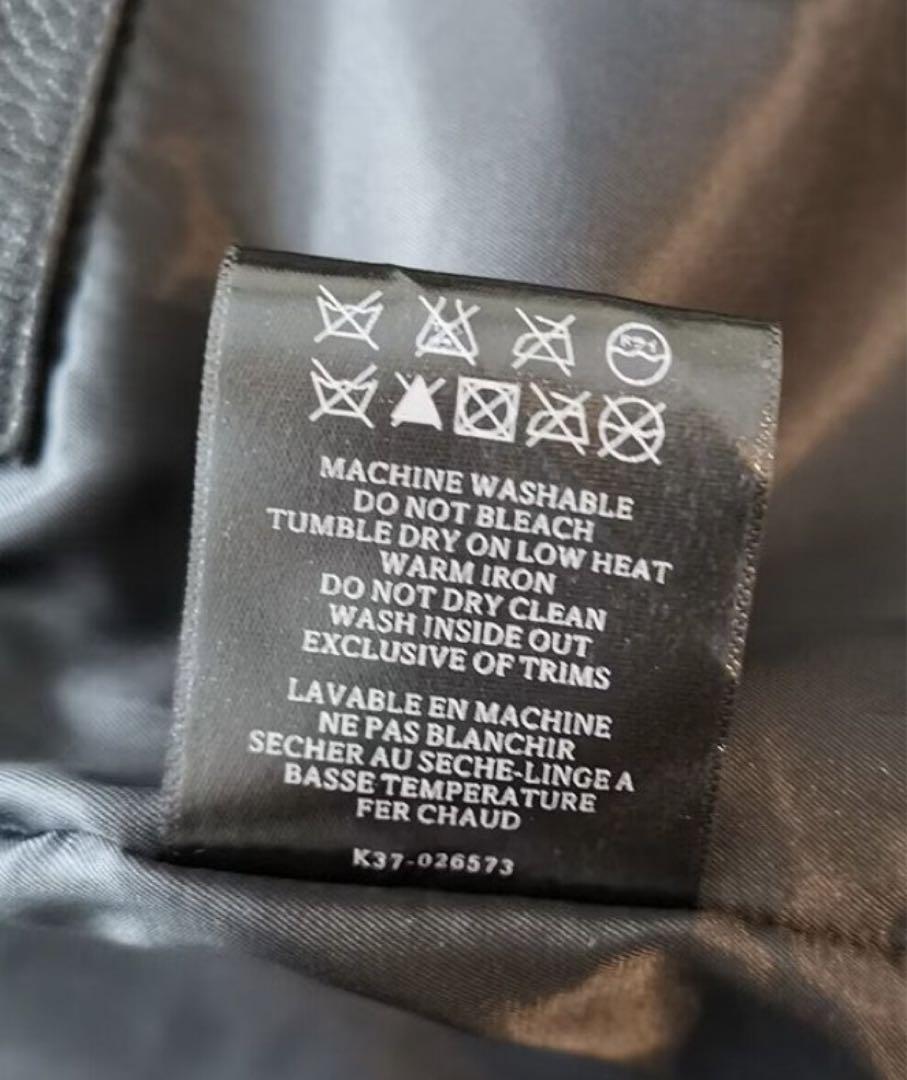 MACHINE WASHABLE
DO NOT BLEACH
TUMBLE DRY ON LOW HEAT
WARM IRON
DO NOT DRY CLEAN
WASH INSIDE OUT
EXCLUSIVE OF TRIMS
LAVABLE EN MACHINE
NE PAS BLANCHIR
SECHER AU SECHE-LINGE A
BASSE TEMPERATURE
FER CHAUD
K37-026573